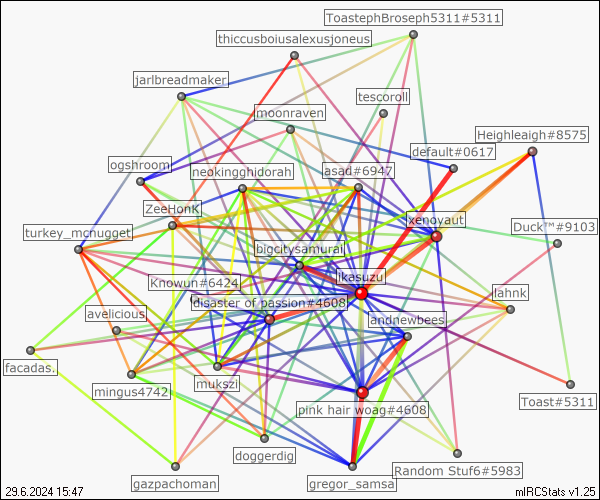 ToastephBroseph5311#5311
thiccusboiusalexusjoneus
jarlbreadmaker
tescoroll
moonraven
Heighleaigh#8575
default#0617
ogshroom
neokingghidorah
asad#6947
ZeeHonk
xenovaut
turkey_mcnugget
Duck™#9103
bigcitysamurai
ikasuzu
Knowun#6424
lahnk
disaster of passion#4608
avelicious
andnewbees
facadas.
mukszi
mingus4742
Toast#5311
pink hair woag#4608
doggerdig
Random Stuf6#5983
gazpachoman
gregor_samsa
29.6.2024 15:47
mIRCStats v1.25